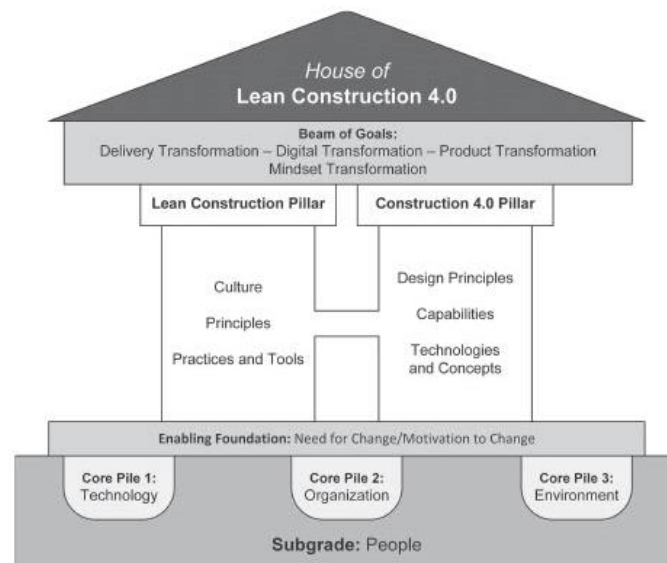 House of
Lean Construction 4.0
Beam of Goals:
Delivery Transformation – Digital Transformation – Product Transformation
Mindset Transformation
Lean Construction Pillar
Construction 4.0 Pillar
Culture
Principles
Practices and Tools
Design Principles
Capabilities
Technologies
and Concepts
Enabling Foundation: Need for Change/Motivation to Change
Core Pile 1:
Technology
Core Pile 2:
Organization
Core Pile 3:
Environment
Subgrade: People